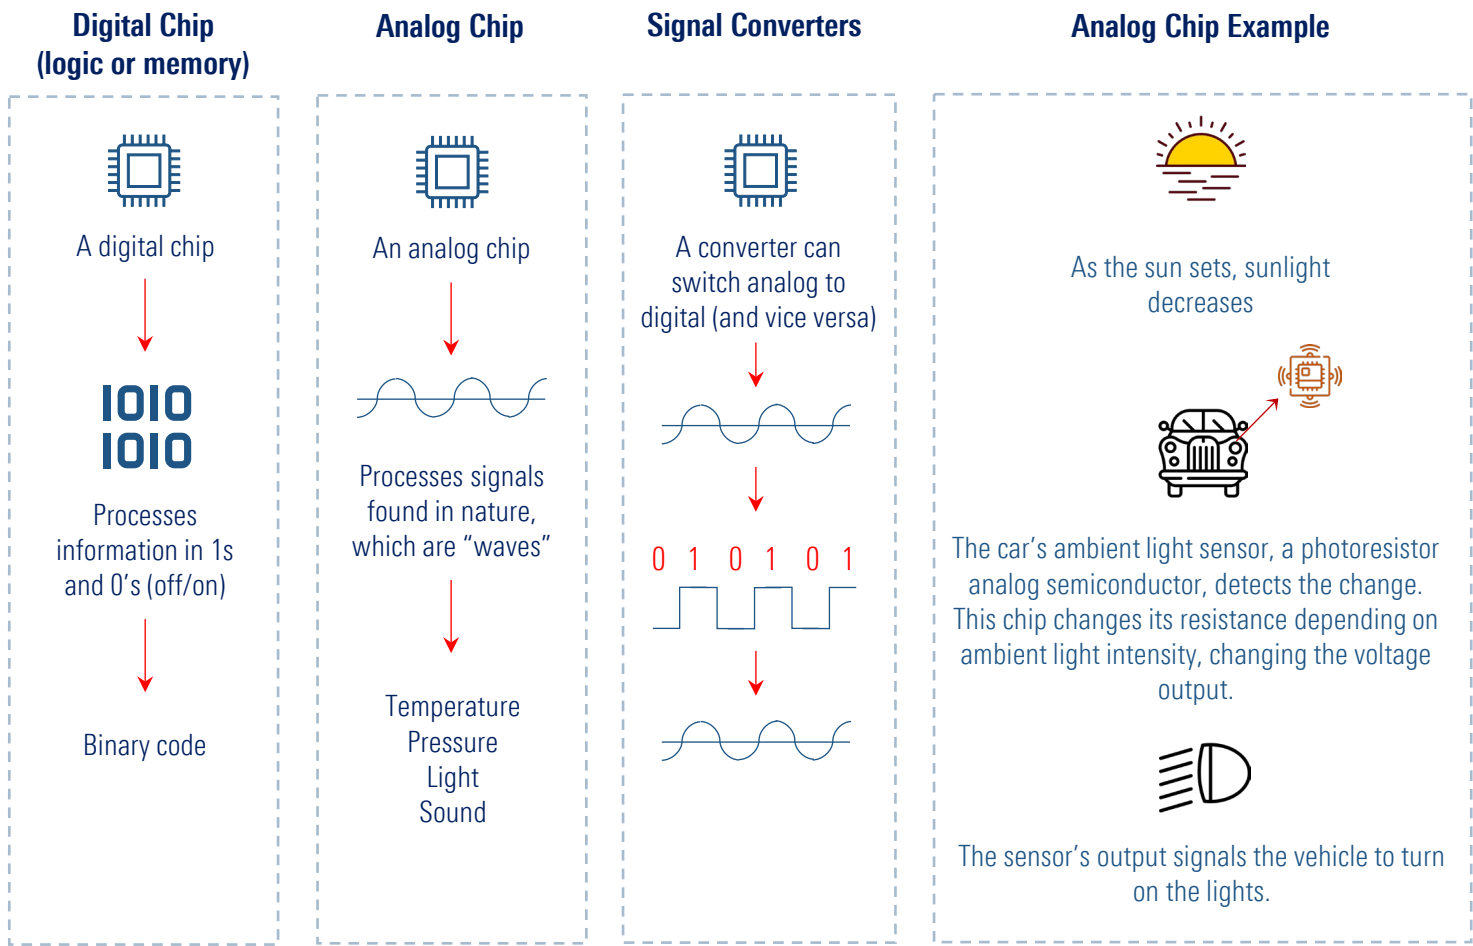 Digital Chip
(logic or memory)
A digital chip
1010
1010
Processes
information in 1s
and 0's (off/on)
Binary code
Analog Chip
An analog chip
Processes signals
found in nature,
which are “waves”
Temperature
Pressure
Light
Sound
Signal Converters
A converter can
switch analog to
digital (and vice versa)
0 1 0 1 0 1
Analog Chip Example
As the sun sets, sunlight
decreases
The car's ambient light sensor, a photoresistor
analog semiconductor, detects the change.
This chip changes its resistance depending on
ambient light intensity, changing the voltage
output.
The sensor's output signals the vehicle to turn
on the lights.